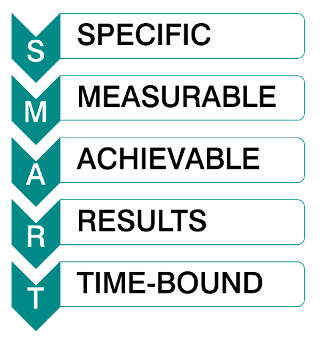 S SPECIFIC
M MEASURABLE
A ACHIEVABLE
R RESULTS
T TIME-BOUND